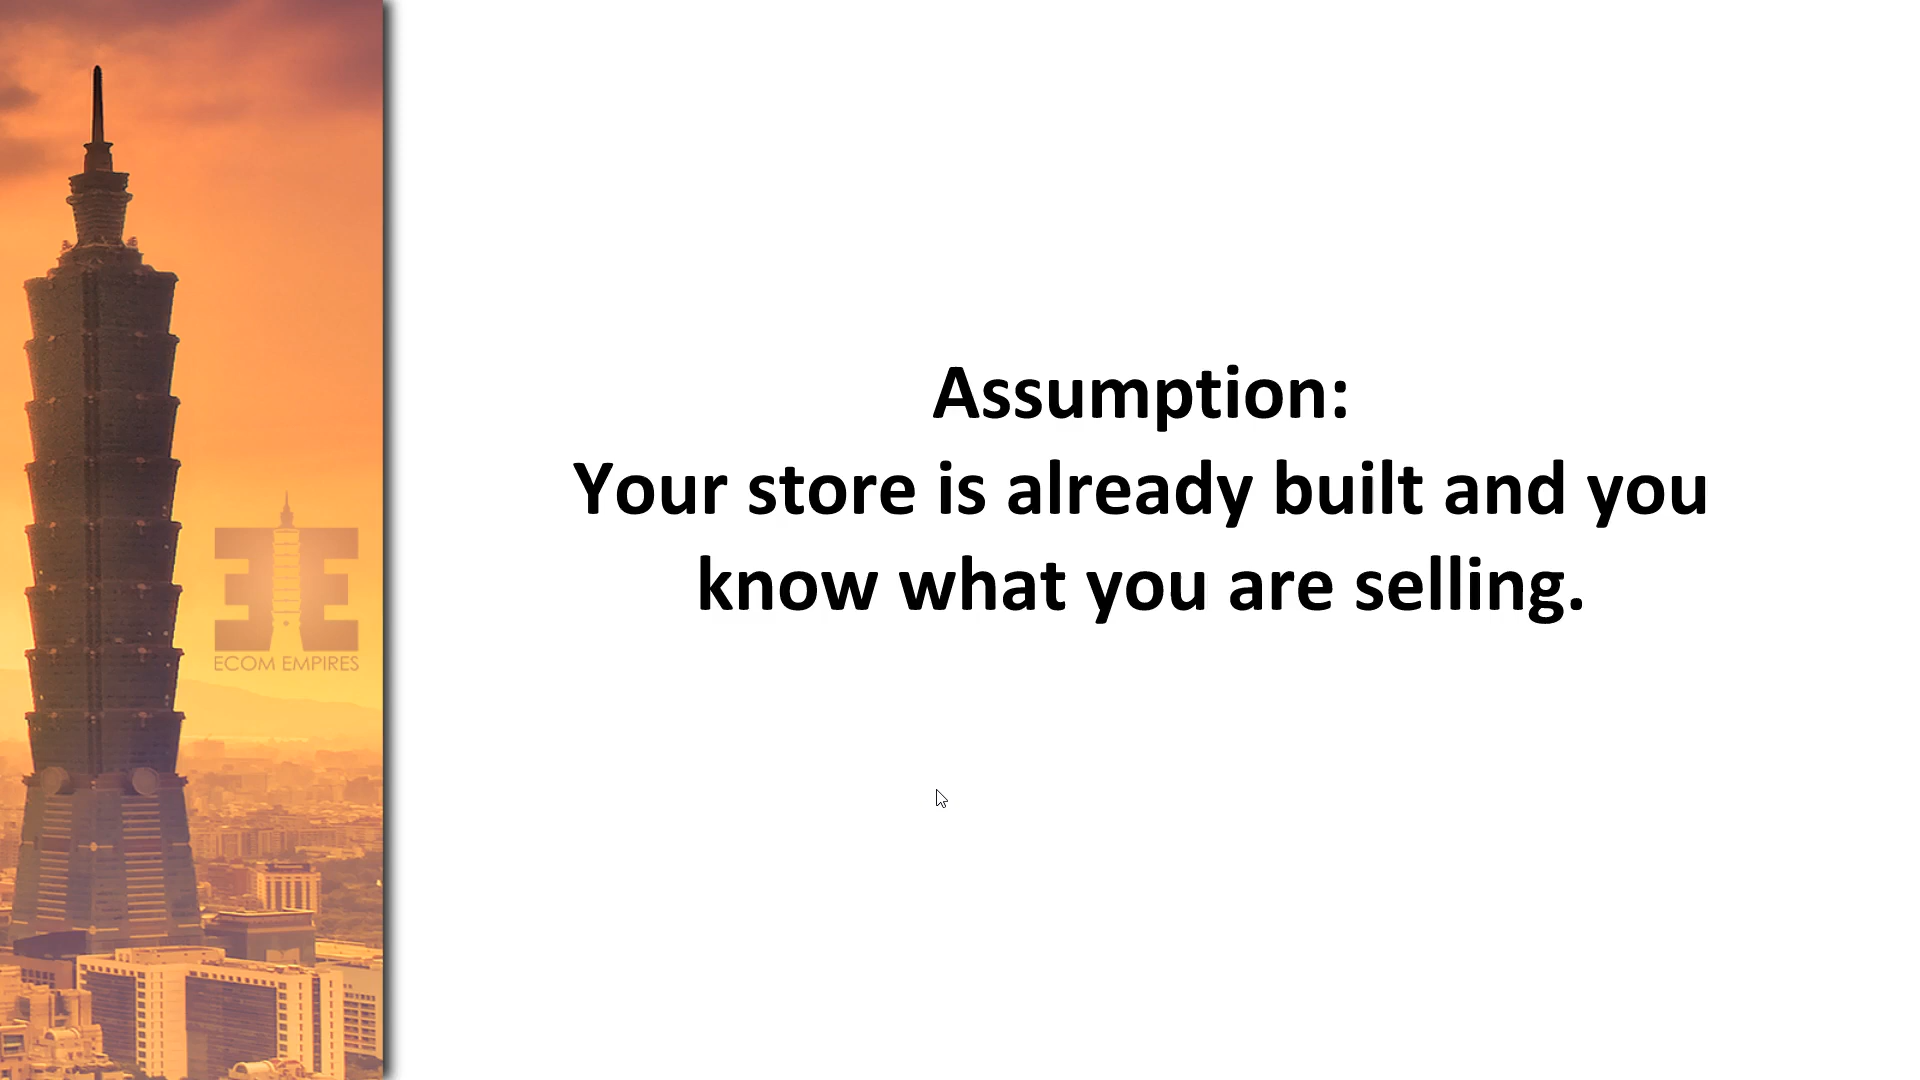 Assumption:
Your store is already built and you
know what you are selling.
ECOM EMPIRES